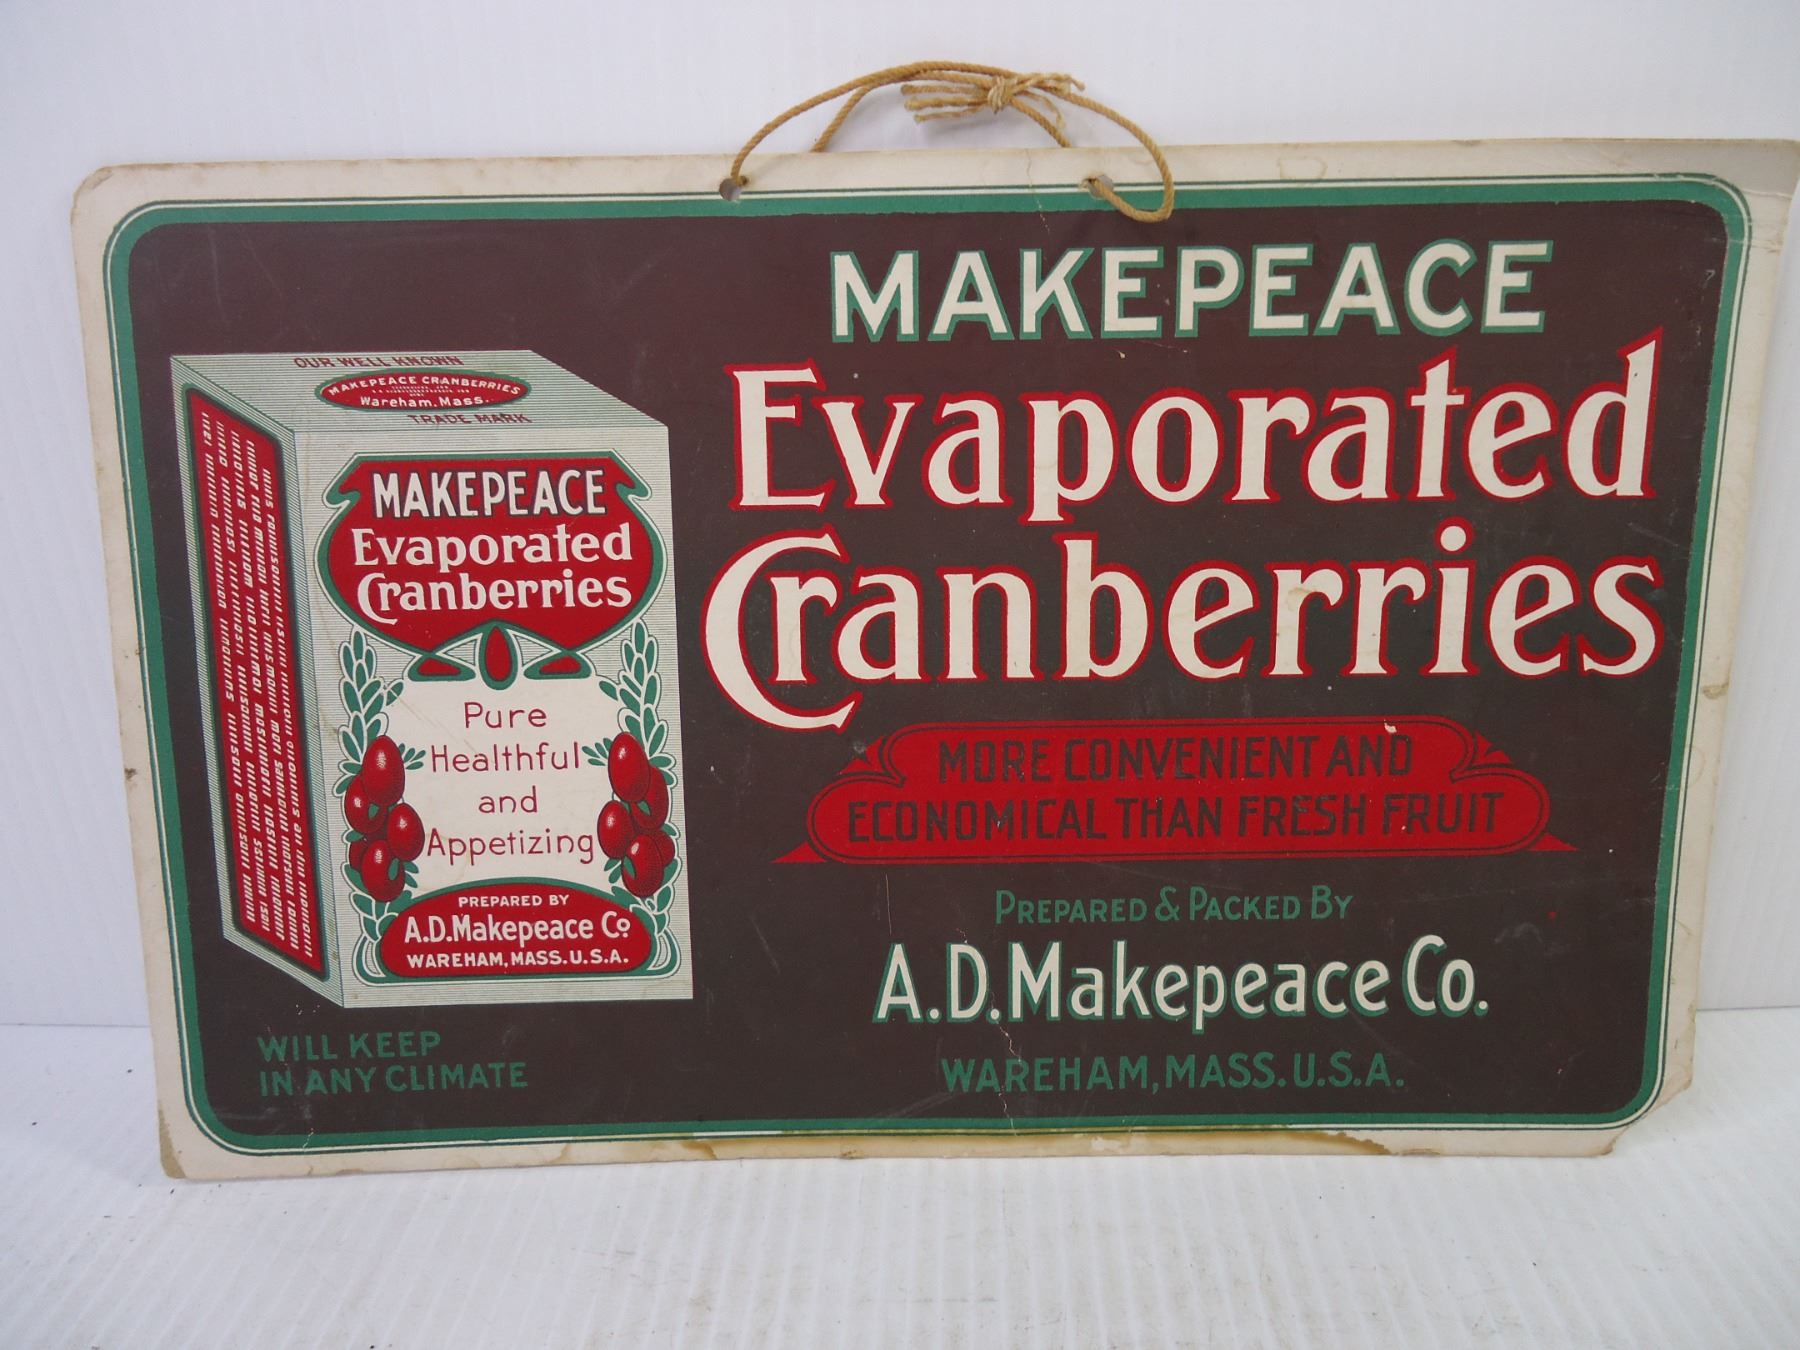 MAKEPEACE
Evaporated
Cranberries
MORE CONVENIENT AND
ECONOMICAL THAN FRESH FRUIT
PREPARED & PACKED BY
A.D. Makepeace Co.
WAREHAM, MASS. U.S.A.
OUR WELL KNOWN
MAKEPEACE CRANBERRIES
Wareham, Mass.
TRADE MARK
MAKEPEACE
Evaporated
Cranberries
Pure
Healthful
and
Appetizing
PREPARED BY
A.D. Makepeace Co
WAREHAM, MASS. U.S.A.
WILL KEEP
IN ANY CLIMATE